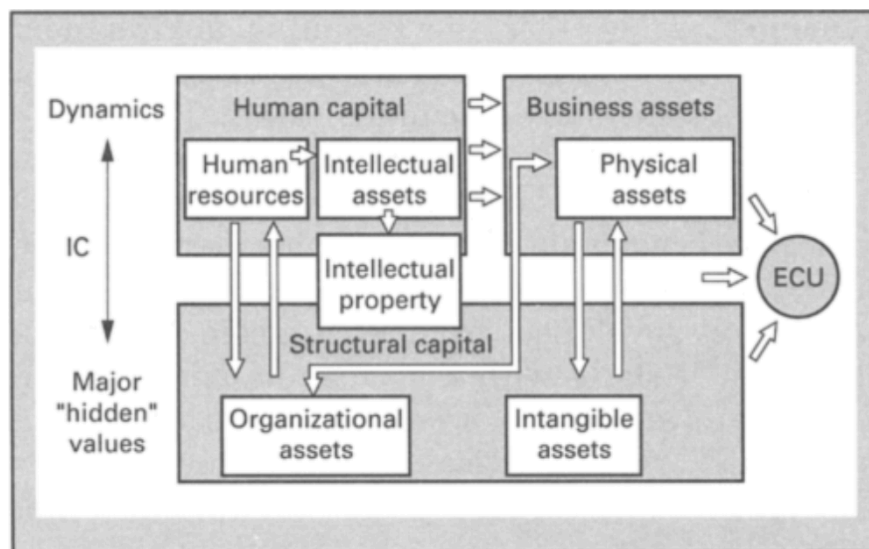 Dynamics
IC
Major
"hidden"
values
Human capital
Human
resources
Intellectual
assets
Intellectual
property
Business assets
Physical
assets
ECU
Structural capital
Organizational
assets
Intangible
assets